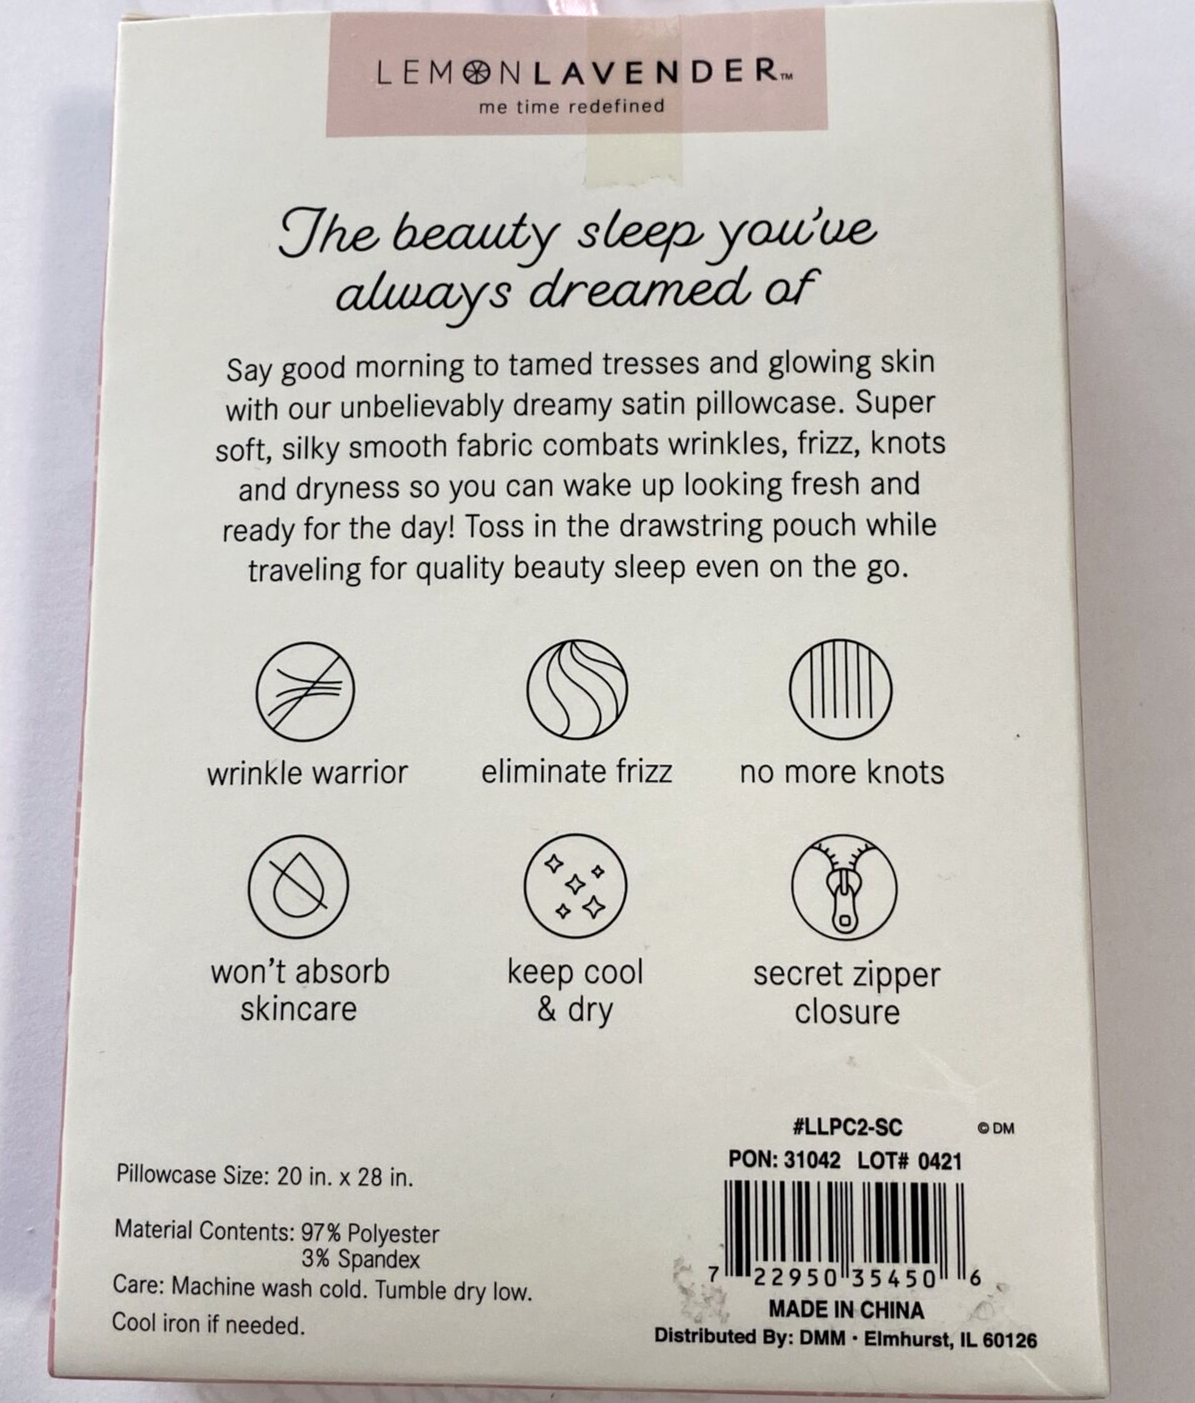 LEMONLAVENDER™
me time redefined
The beauty sleep you've
always dreamed of
Say good morning to tamed tresses and glowing skin
with our unbelievably dreamy satin pillowcase. Super
soft, silky smooth fabric combats wrinkles, frizz, knots
and dryness so you can wake up looking fresh and
ready for the day! Toss in the drawstring pouch while
traveling for quality beauty sleep even on the go.
wrinkle warrior
eliminate frizz
no more knots
won't absorb
skincare
keep cool
& dry
secret zipper
closure
Pillowcase Size: 20 in. x 28 in.
Material Contents: 97% Polyester
3% Spandex
Care: Machine wash cold. Tumble dry low.
Cool iron if needed.
#LLPC2-SC
© DM
PON: 31042 LOT# 0421
7 22950 35450 6
MADE IN CHINA
Distributed By: DMM • Elmhurst, IL 60126